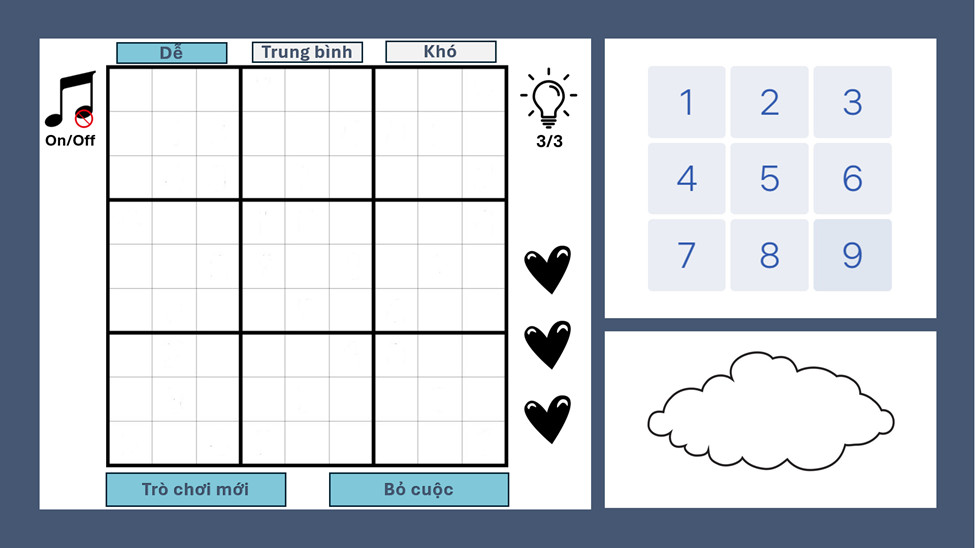 Dễ
Trung bình
Khó
On/Off
3/3
1 2 3
4 5 6
7 8 9
Trò chơi mới
Bỏ cuộc